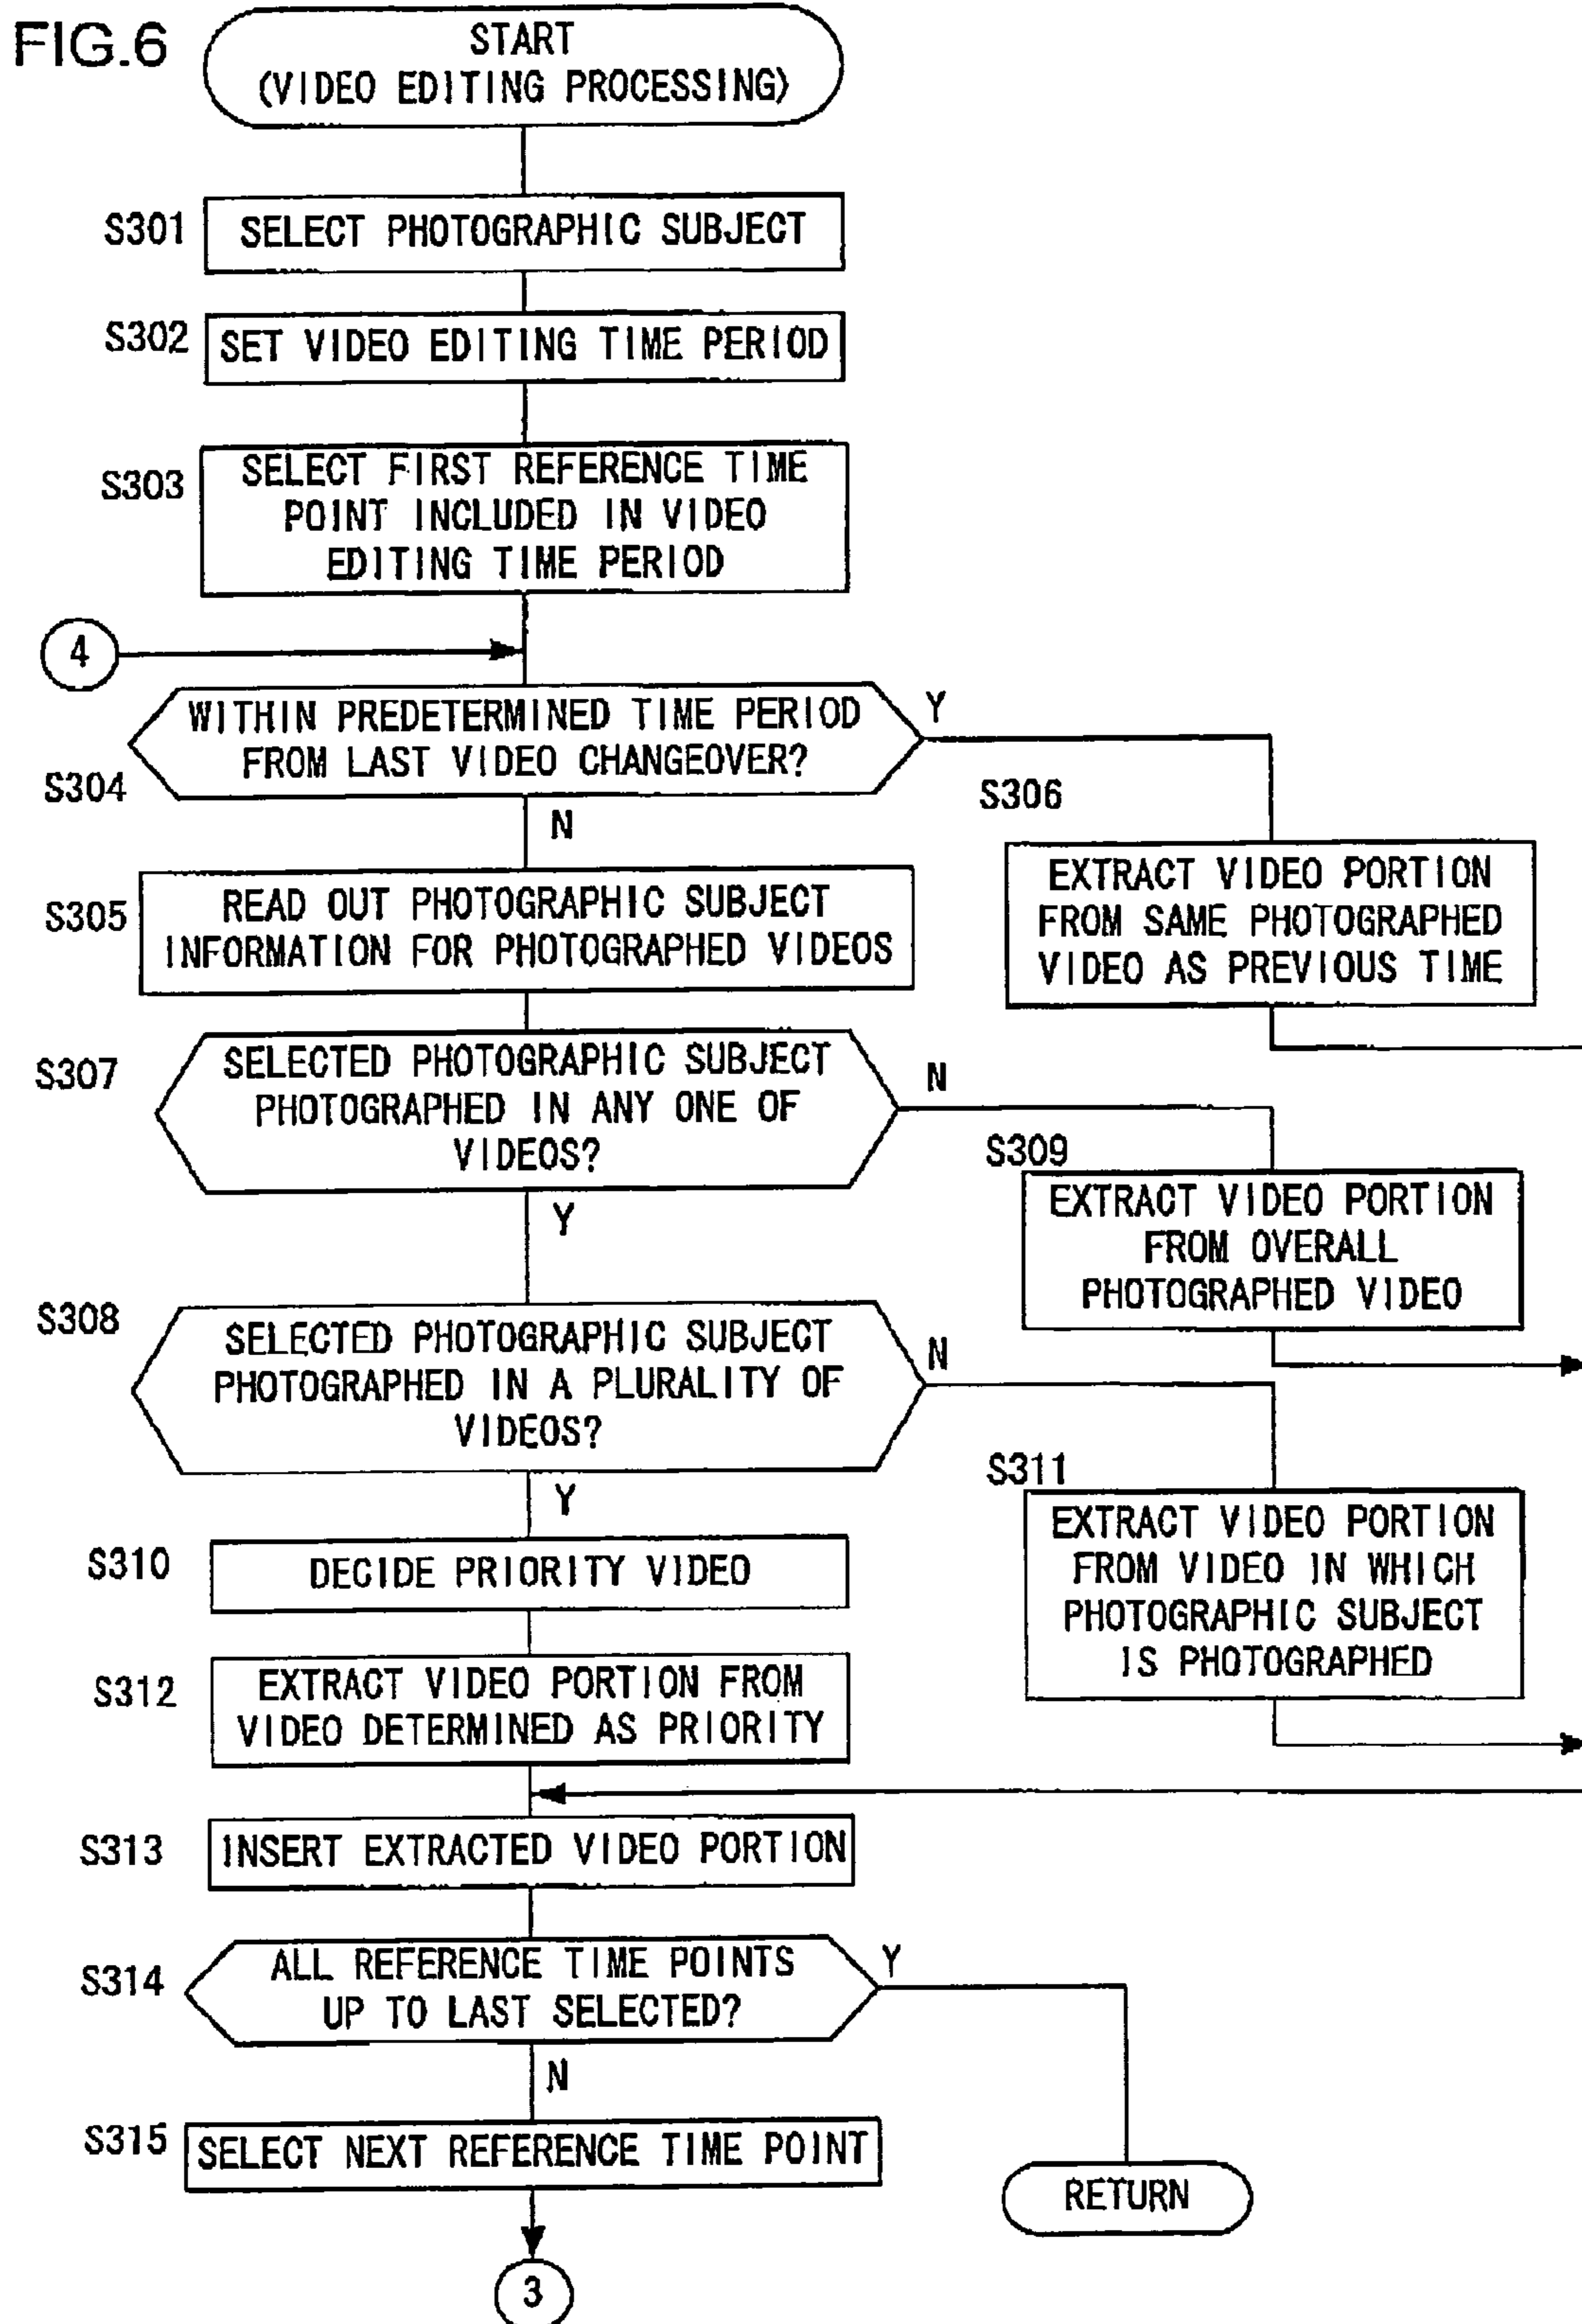 FIG.6
START
(VIDEO EDITING PROCESSING)
S301
SELECT PHOTOGRAPHIC SUBJECT
S302
SET VIDEO EDITING TIME PERIOD
S303
SELECT FIRST REFERENCE TIME
POINT INCLUDED IN VIDEO
EDITING TIME PERIOD
4
WITHIN PREDETERMINED TIME PERIOD
FROM LAST VIDEO CHANGEOVER?
Y
S304
N
S306
EXTRACT VIDEO PORTION
FROM SAME PHOTOGRAPHED
VIDEO AS PREVIOUS TIME
S305
READ OUT PHOTOGRAPHIC SUBJECT
INFORMATION FOR PHOTOGRAPHED VIDEOS
S307
SELECTED PHOTOGRAPHIC SUBJECT
PHOTOGRAPHED IN ANY ONE OF
VIDEOS?
N
Y
S309
EXTRACT VIDEO PORTION
FROM OVERALL
PHOTOGRAPHED VIDEO
S308
SELECTED PHOTOGRAPHIC SUBJECT
PHOTOGRAPHED IN A PLURALITY OF
VIDEOS?
N
Y
S311
EXTRACT VIDEO PORTION
FROM VIDEO IN WHICH
PHOTOGRAPHIC SUBJECT
IS PHOTOGRAPHED
S310
DECIDE PRIORITY VIDEO
S312
EXTRACT VIDEO PORTION FROM
VIDEO DETERMINED AS PRIORITY
S313
INSERT EXTRACTED VIDEO PORTION
S314
ALL REFERENCE TIME POINTS
UP TO LAST SELECTED?
Y
N
S315
SELECT NEXT REFERENCE TIME POINT
RETURN
3